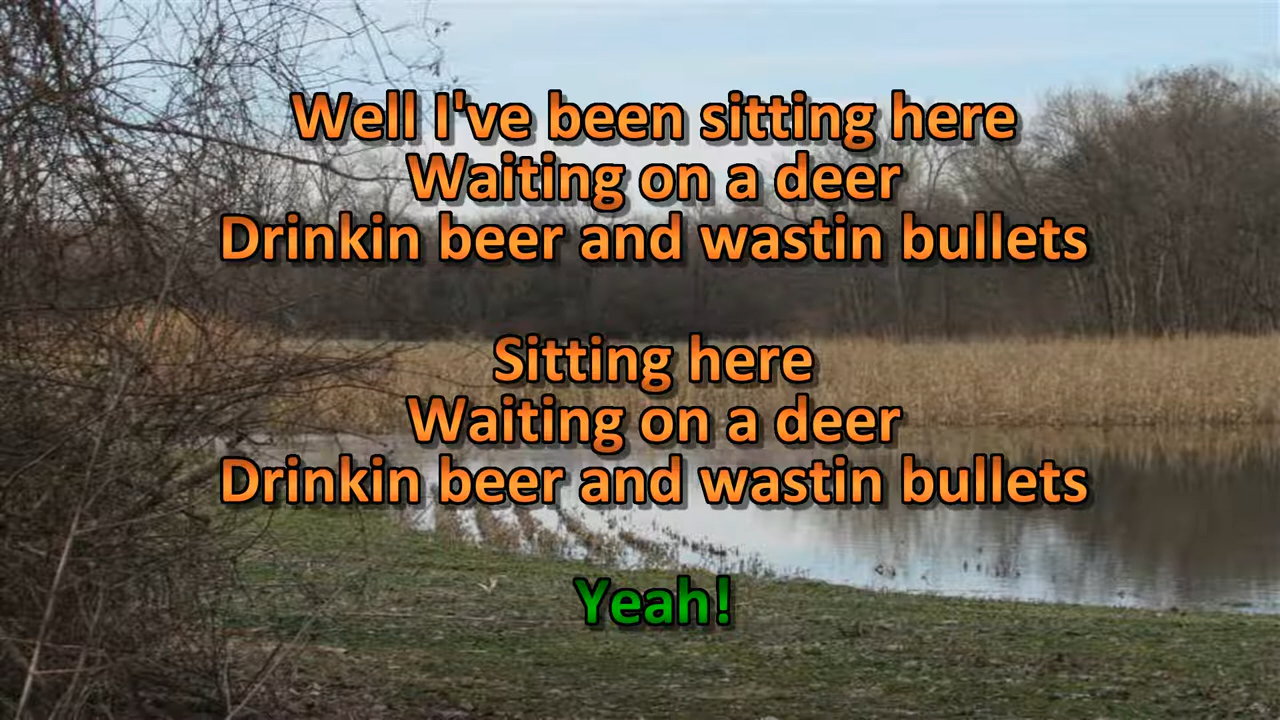 Well I've been sitting here
Waiting on a deer
Drinkin beer and wastin bullets
Sitting here
Waiting on a deer
Drinkin beer and wastin bullets
Yeah!